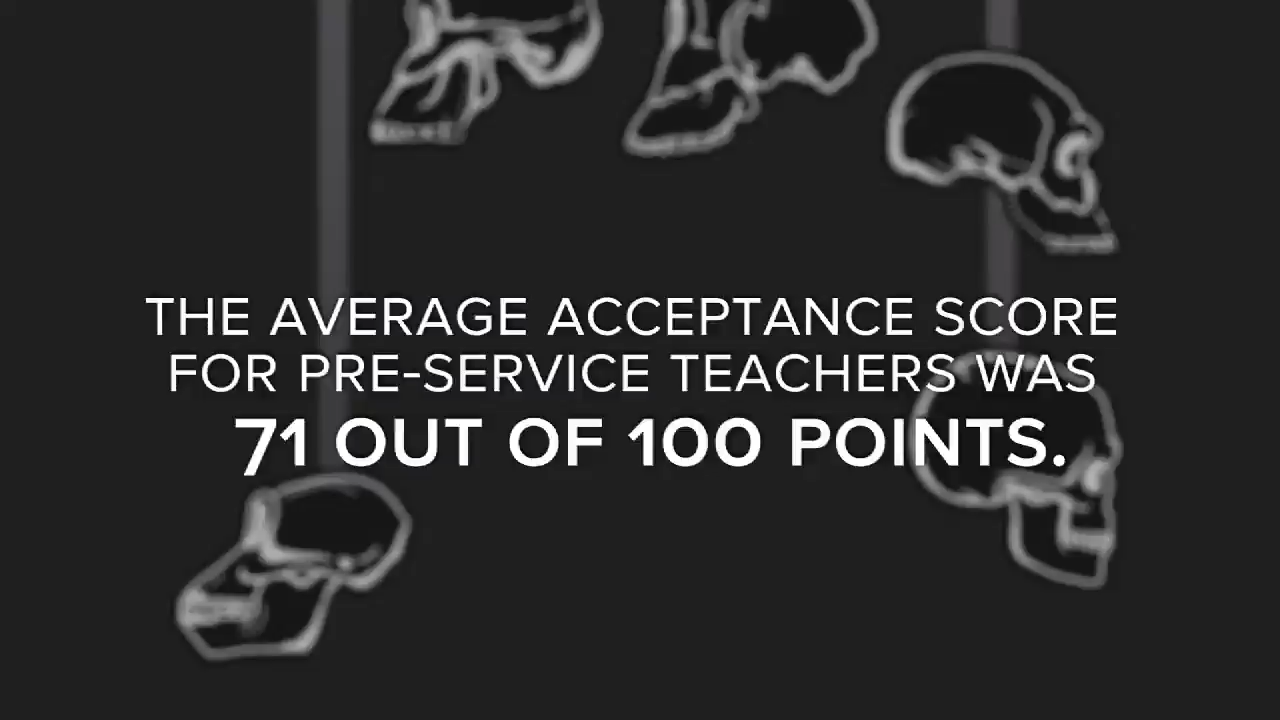 THE AVERAGE ACCEPTANCE SCORE
FOR PRE-SERVICE TEACHERS WAS
71 OUT OF 100 POINTS.